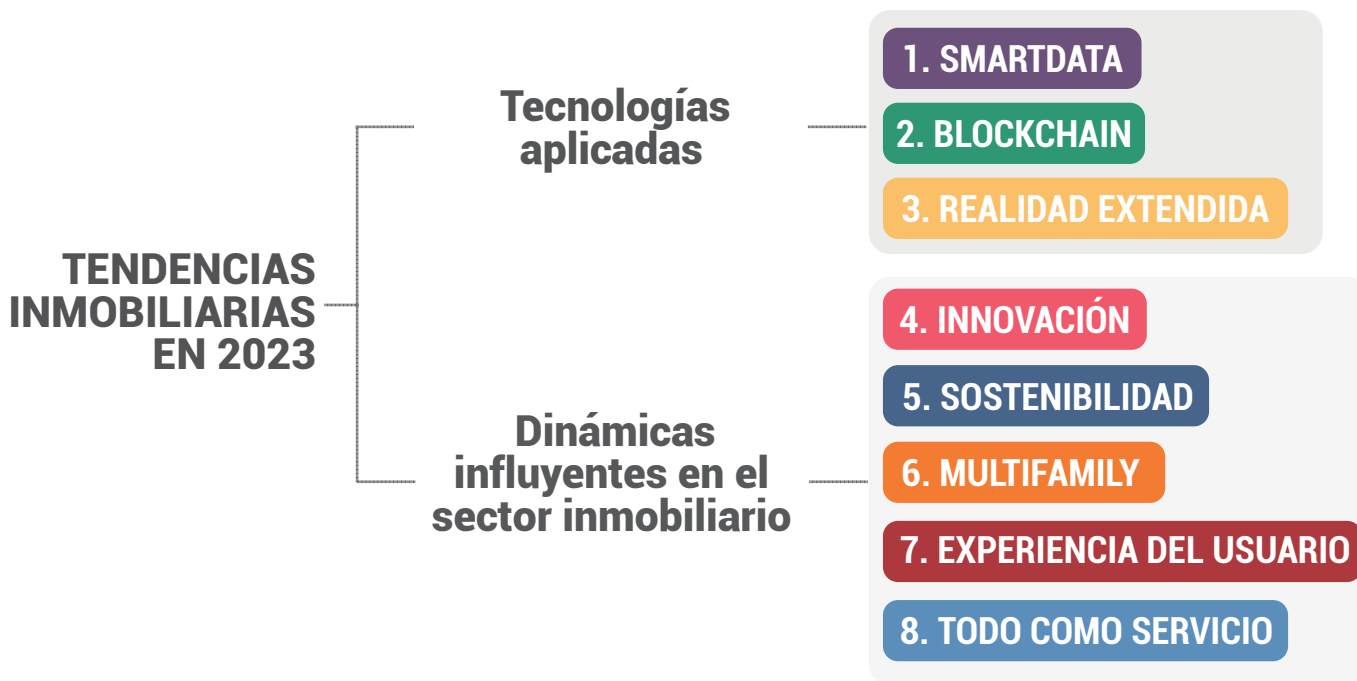 TENDENCIAS
INMOBILIARIAS
EN 2023
Tecnologías
aplicadas
1. SMARTDATA
2. BLOCKCHAIN
3. REALIDAD EXTENDIDA
Dinámicas
influyentes en el
sector inmobiliario
4. INNOVACIÓN
5. SOSTENIBILIDAD
6. MULTIFAMILY
7. EXPERIENCIA DEL USUARIO
8. TODO COMO SERVICIO